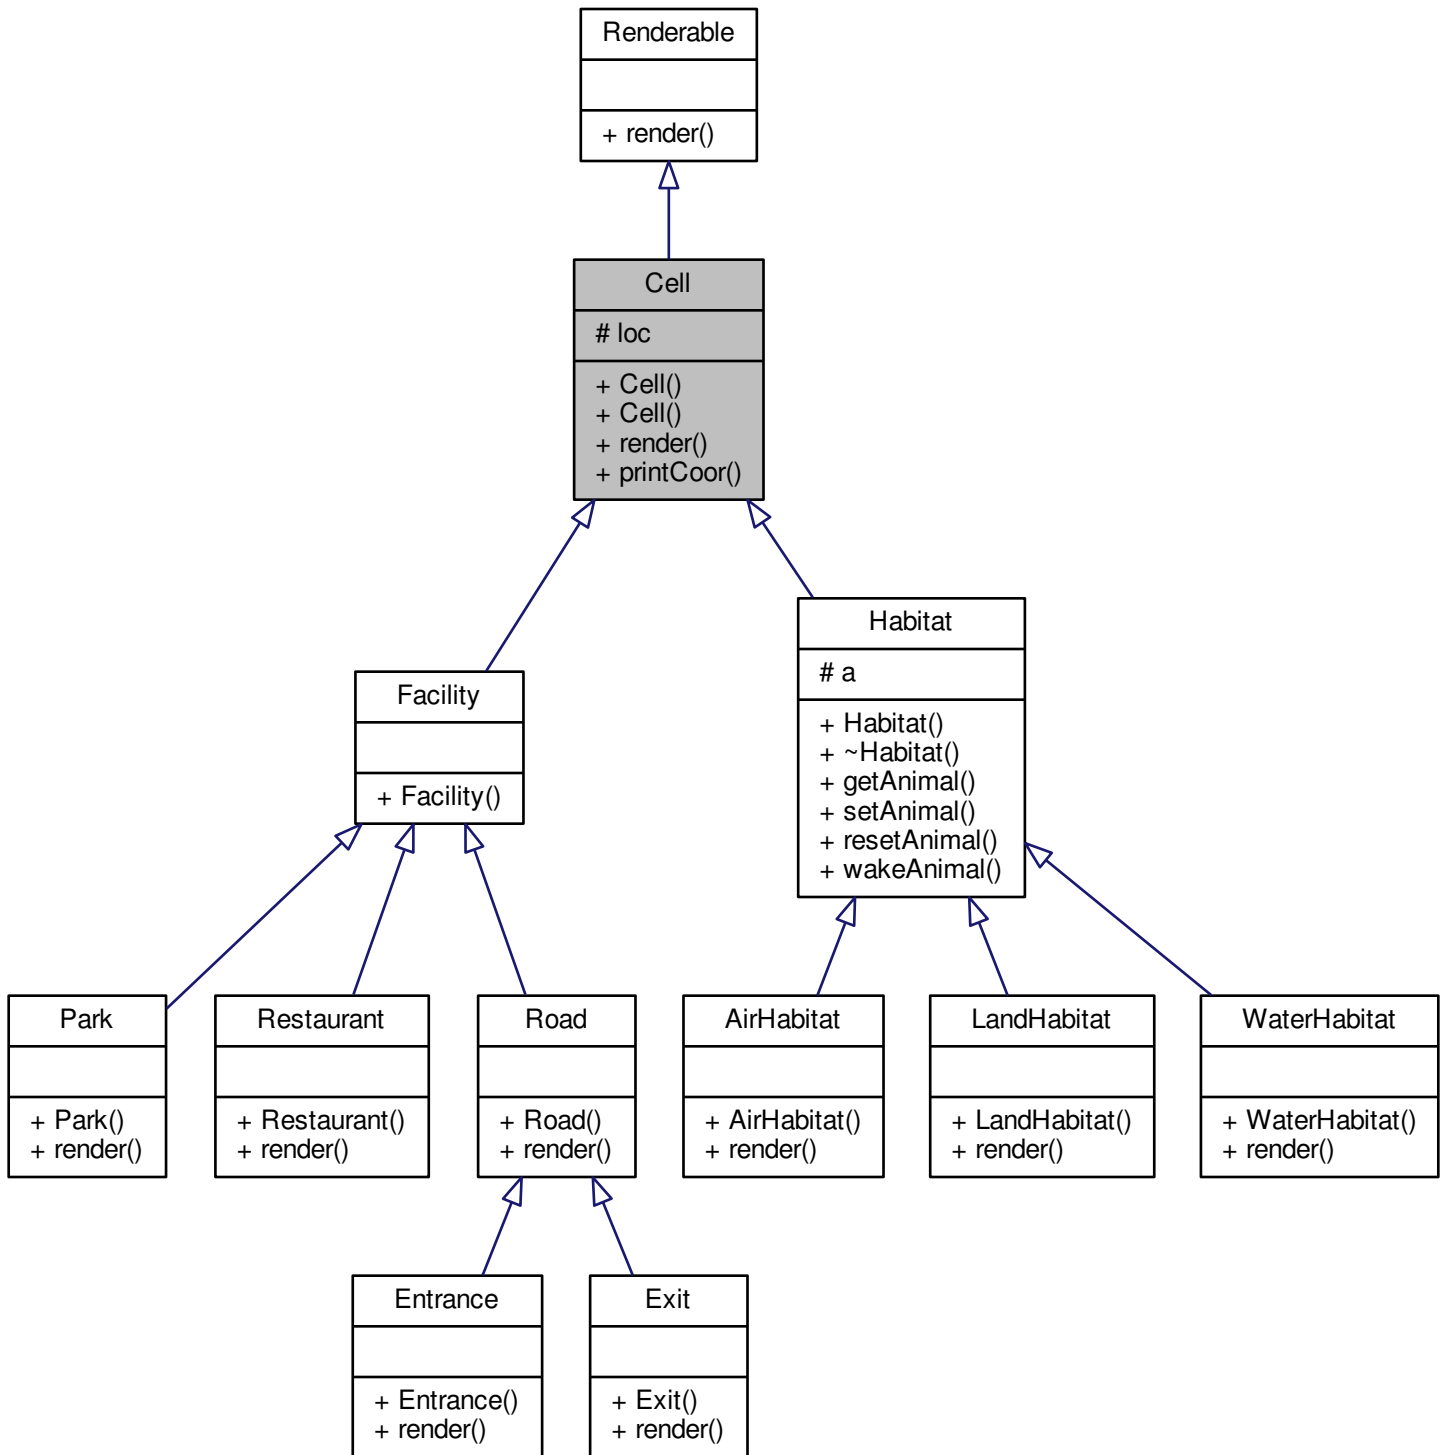 Renderable
+ render()
Cell
# loc
+ Cell()
+ Cell()
+ render()
+ printCoor()
Habitat
# a
+ Habitat()
+ ~Habitat()
+ getAnimal()
+ setAnimal()
+ resetAnimal()
+ wakeAnimal()
Facility
+ Facility()
Park
+ Park()
+ render()
Restaurant
+ Restaurant()
+ render()
Road
+ Road()
+ render()
AirHabitat
+ AirHabitat()
+ render()
LandHabitat
+ LandHabitat()
+ render()
WaterHabitat
+ WaterHabitat()
+ render()
Entrance
+ Entrance()
+ render()
Exit
+ Exit()
+ render()